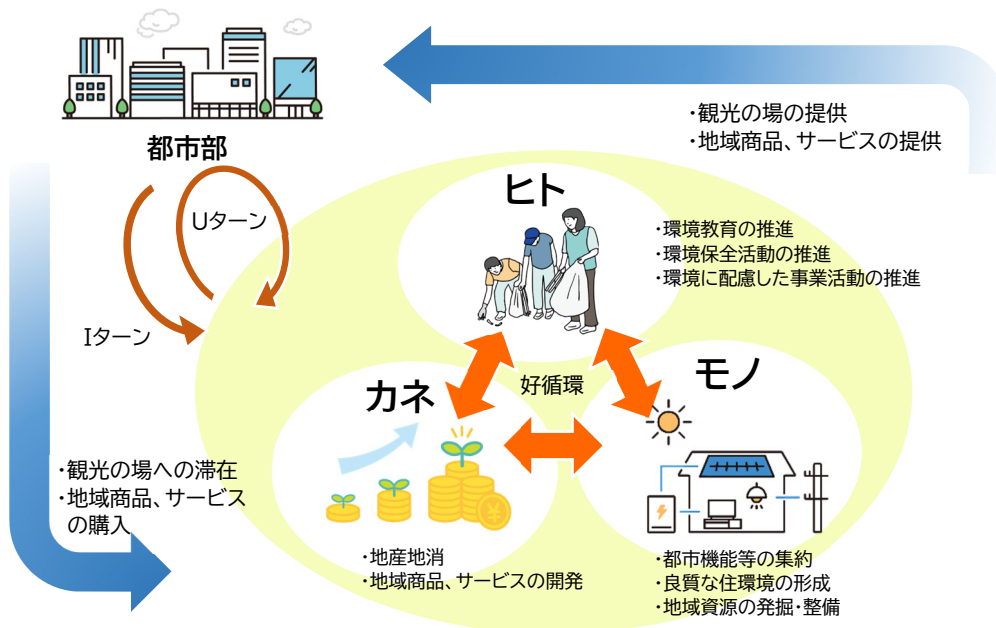 都市部
・観光の場の提供
・地域商品、サービスの提供
Uターン
Iターン
ヒト
・環境教育の推進
・環境保全活動の推進
・環境に配慮した事業活動の推進
好循環
カネ
モノ
・観光の場への滞在
・地域商品、サービス
の購入
・地産地消
・地域商品、サービスの開発
・都市機能等の集約
・良質な住環境の形成
・地域資源の発掘・整備
¥